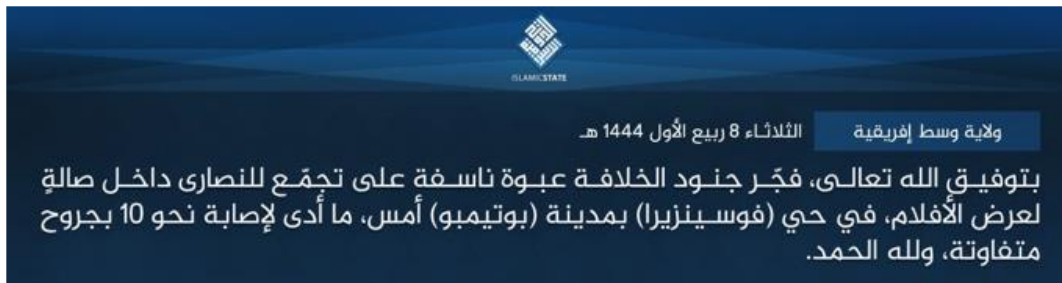 ISLAMICSTATE
ولاية وسط إفريقية الثلاثاء 8 ربيع الأول 1444 هـ
بتوفيق الله تعالى، فجّر جنود الخلافة عبوة ناسفة على تجمّع للنصارى داخل صالةٍ
لعرض الأفلام، في حي (فوسينزيرا) بمدينة (بوتيمبو) أمس، ما أدى لإصابة نحو 10 بجروح
متفاوتة، ولله الحمد.